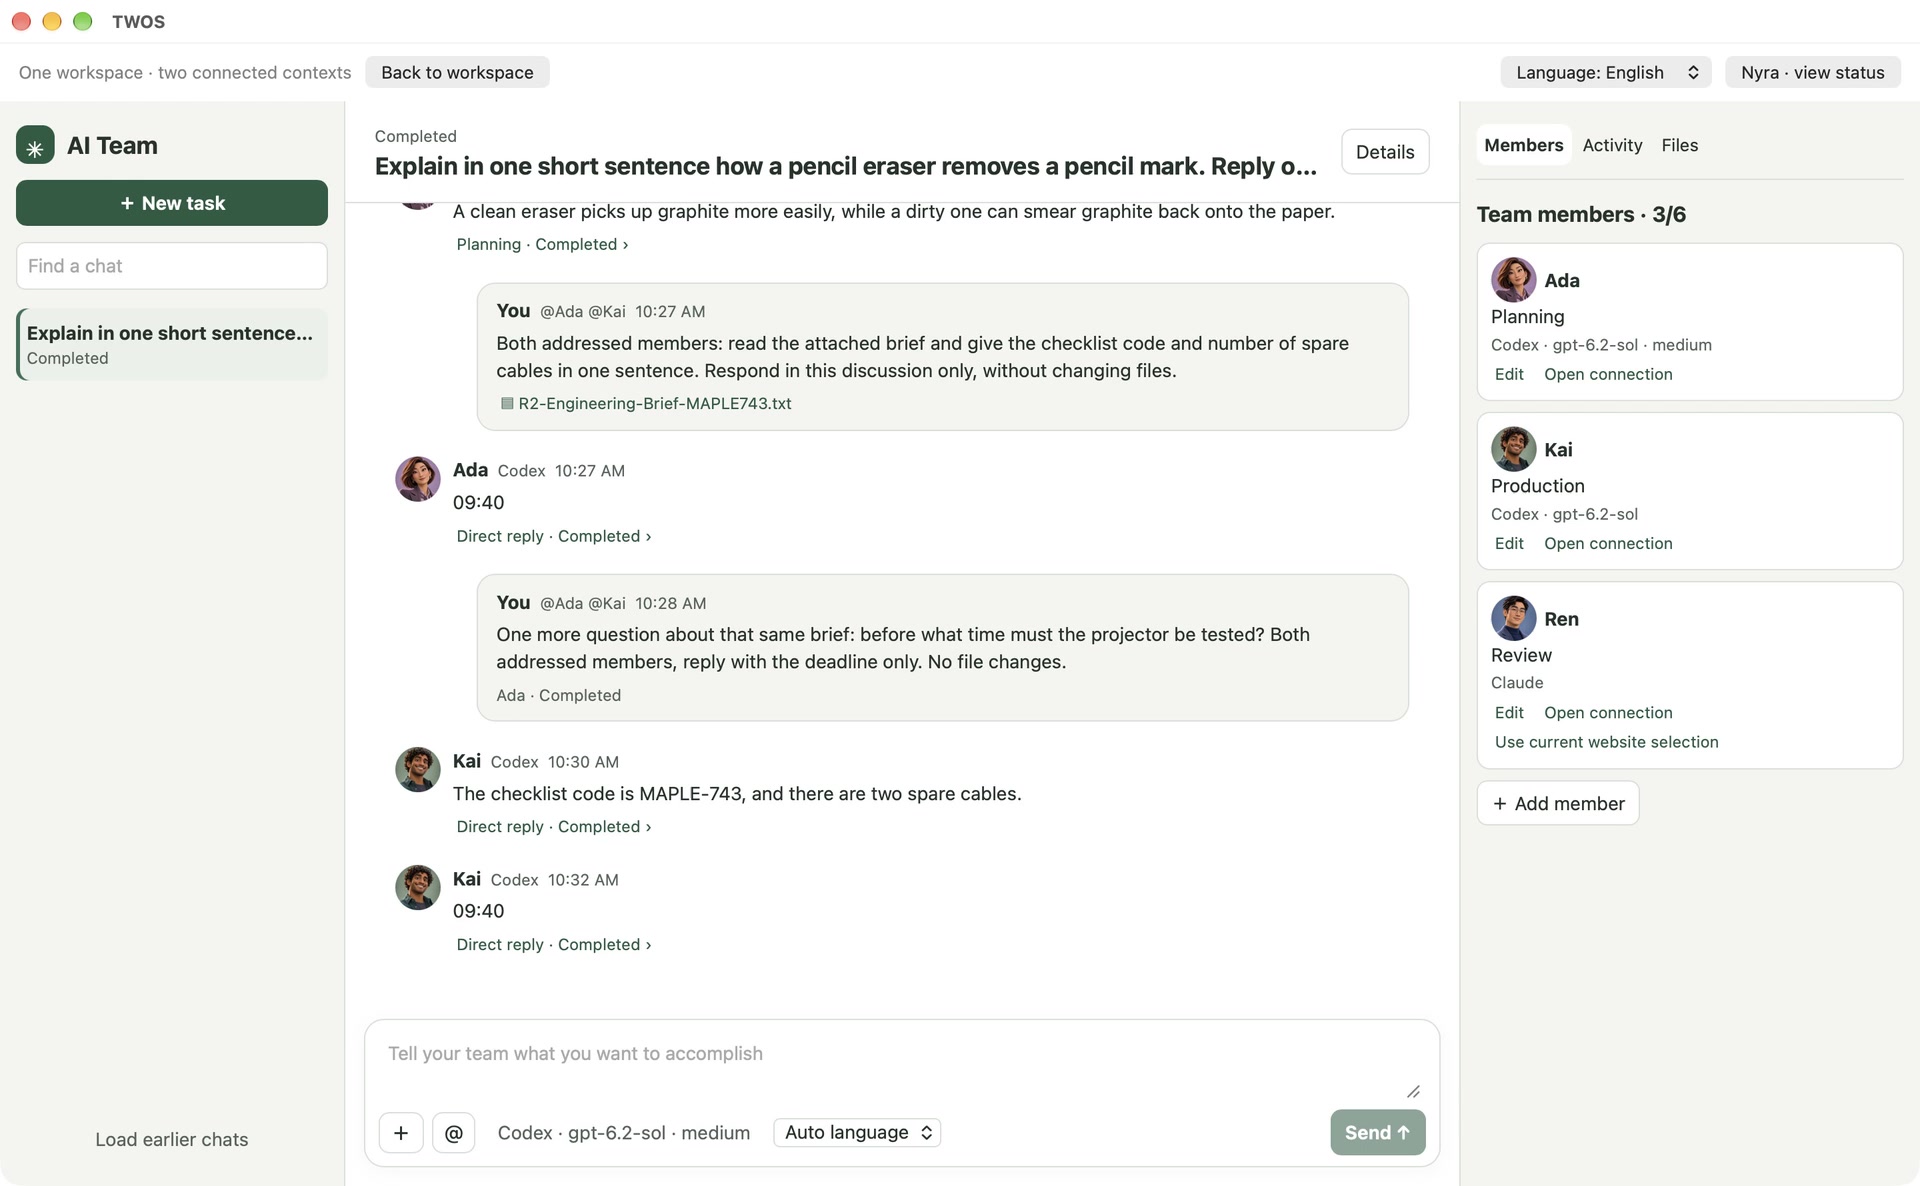 TWOS
One workspace · two connected contexts
Back to workspace
Language: English
Nyra · view status
AI Team
+ New task
Find a chat
Explain in one short sentence...
Completed
Load earlier chats
Completed
Explain in one short sentence how a pencil eraser removes a pencil mark. Reply o...
Details
A clean eraser picks up graphite more easily, while a dirty one can smear graphite back onto the paper.
Planning · Completed ›
You @Ada @Kai 10:27 AM
Both addressed members: read the attached brief and give the checklist code and number of spare
cables in one sentence. Respond in this discussion only, without changing files.
R2-Engineering-Brief-MAPLE743.txt
Ada Codex 10:27 AM
09:40
Direct reply · Completed ›
You @Ada @Kai 10:28 AM
One more question about that same brief: before what time must the projector be tested? Both
addressed members, reply with the deadline only. No file changes.
Ada · Completed
Kai Codex 10:30 AM
The checklist code is MAPLE-743, and there are two spare cables.
Direct reply · Completed ›
Kai Codex 10:32 AM
09:40
Direct reply · Completed ›
Tell your team what you want to accomplish
+ @ Codex · gpt-6.2-sol · medium Auto language
Send ↑
Members Activity Files
Team members · 3/6
Ada
Planning
Codex · gpt-6.2-sol · medium
Edit Open connection
Kai
Production
Codex · gpt-6.2-sol
Edit Open connection
Ren
Review
Claude
Edit Open connection
Use current website selection
+ Add member